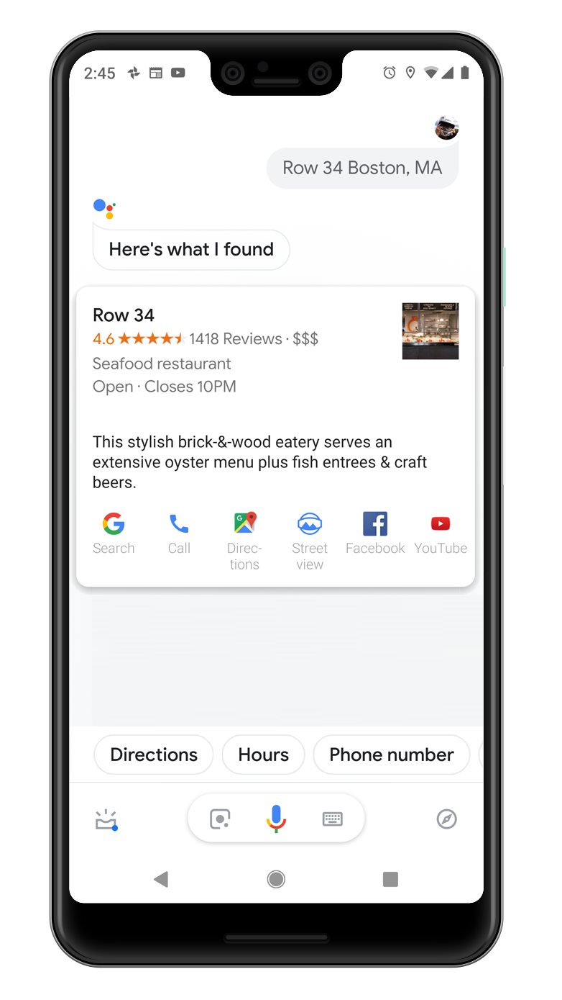 2:45
Row 34 Boston, MA
Here's what I found
Row 34
4.6 1418 Reviews · $$$
Seafood restaurant
Open · Closes 10PM
This stylish brick-&-wood eatery serves an
extensive oyster menu plus fish entrees & craft
beers.
Search Call Direc- Street Facebook YouTube
tions view
Directions Hours Phone number